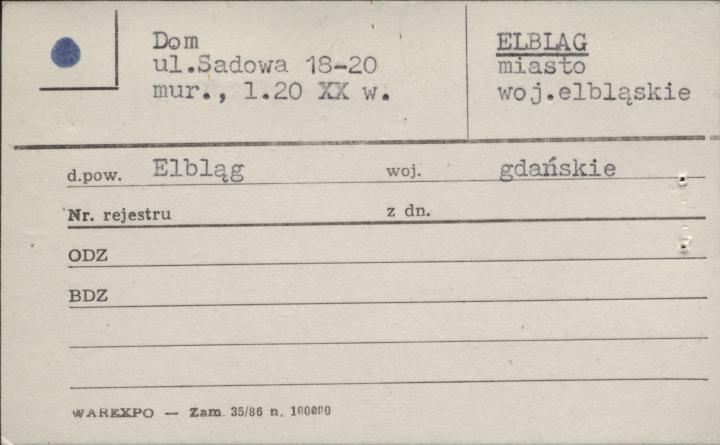 Dom
ul.Sadowa 18-20
mur., 1.20 XX w.
ELBLĄG
miasto
woj.elbląskie
d.pow. Elbląg woj. gdańskie
Nr. rejestru z dn.
ODZ
BDZ
WAREXPO — Zam. 35/86 n. 100000